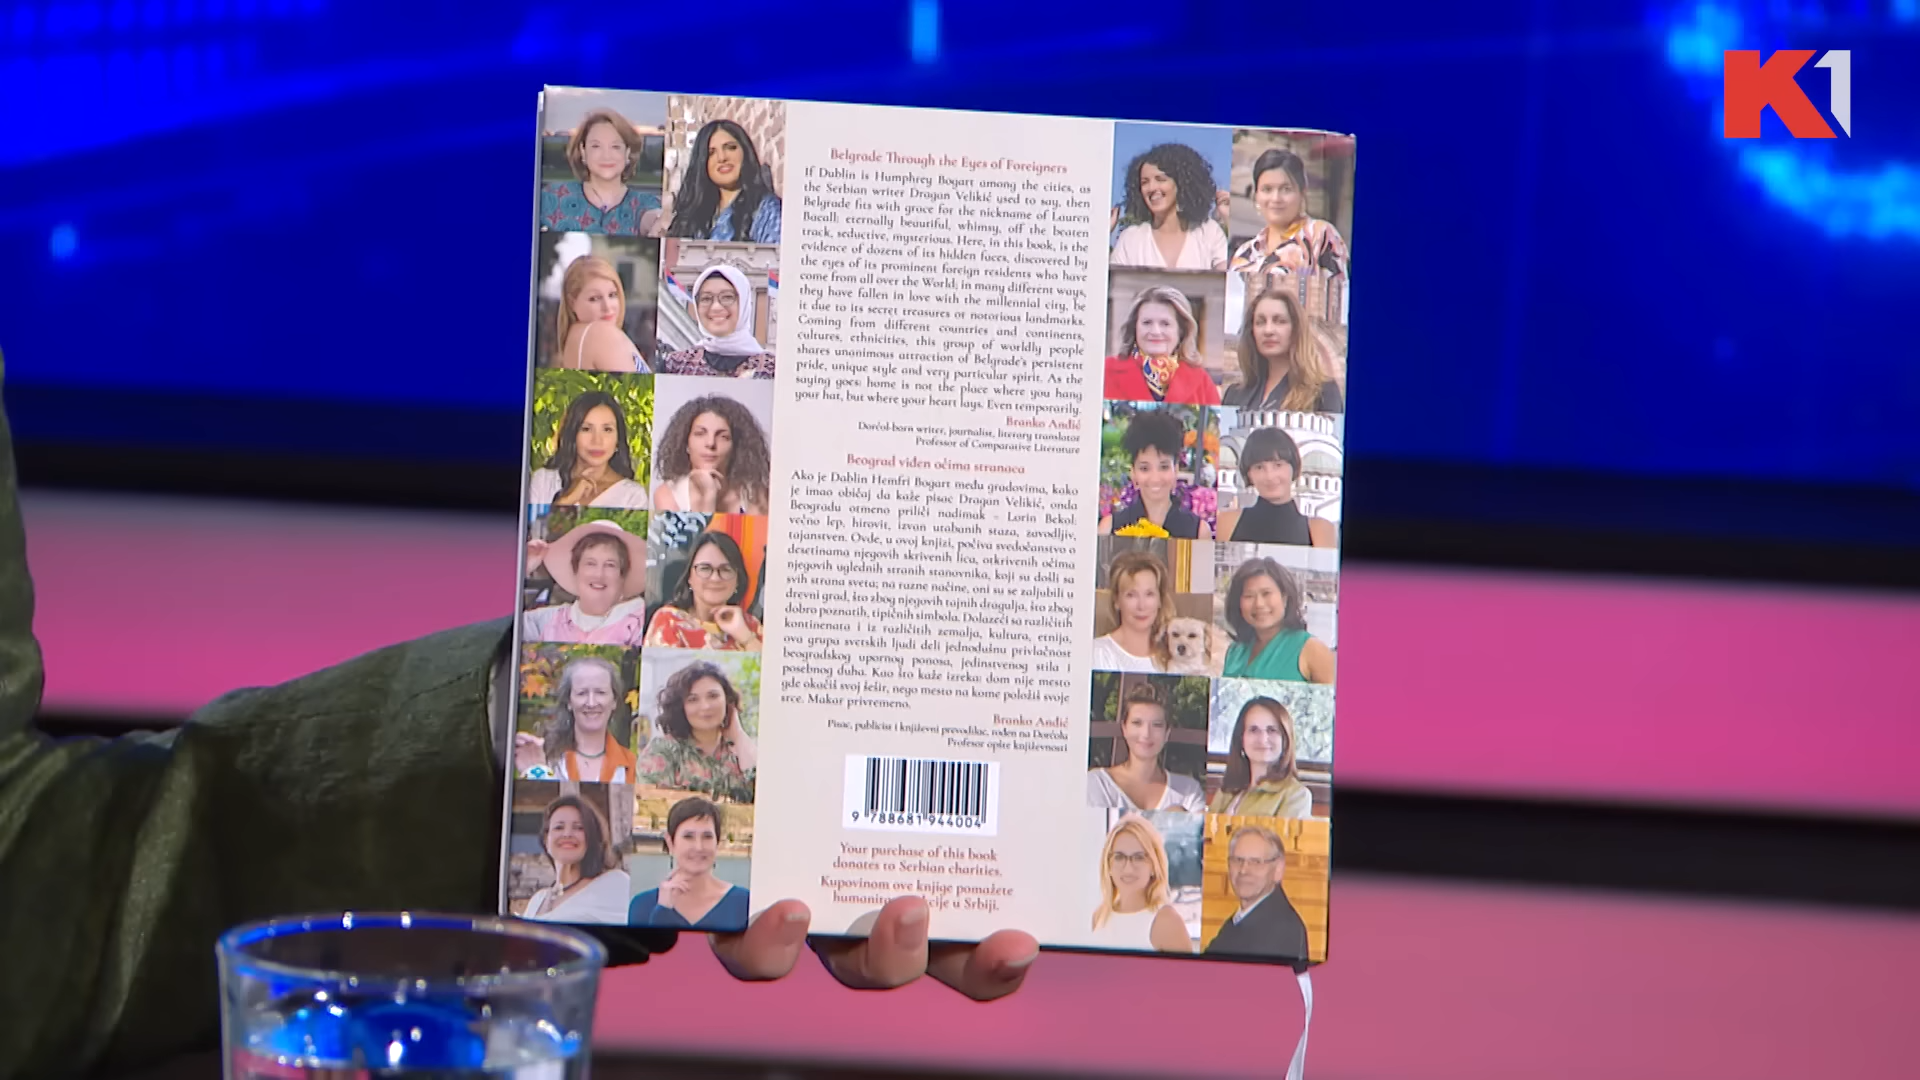 K1
Belgrade Through the Eyes of Foreigners
If Dublin is Humphrey Bogart among the cities, as
the Serbian writer Dragan Velikić used to say, then
Belgrade fits with grace for the nickname of Lauren
Bacall: eternally beautiful, whimsy, off the beaten
track, seductive, mysterious. Here, in this book, is the
evidence of dozens of its hidden faces, discovered by
the eyes of its prominent foreign residents who have
come from all over the World; in many different ways,
they have fallen in love with the millennial city, be
it due to its secret treasures or notorious landmarks.
Coming from different countries and continents,
cultures, ethnicities, this group of worldly people
shares unanimous attraction of Belgrade's persistent
pride, unique style and very particular spirit. As the
saying goes: home is not the place where you hang
your hat, but where your heart lays. Even temporarily.
Branko Anđić
Dorćol-born writer, journalist, literary translator
Professor of Comparative Literature
Beograd viđen očima stranaca
Ako je Dablin Hemfri Bogart među gradovima, kako
je imao običaj da kaže pisac Dragan Velikić, onda
Beogradu otmeno priliči nadimak - Lorin Bekol:
večno lep, hirovit, izvan utabanih staza, zavodljiv,
tajanstven. Ovde, u ovoj knjizi, počiva svedočanstvo o
desetinama njegovih skrivenih lica, otkrivenih očima
njegovih uglednih stranih stanovnika, koji su došli sa
svih strana sveta; na razne načine, oni su se zaljubili u
drevni grad, što zbog njegovih tajnih dragulja, što zbog
dobro poznatih, tipičnih simbola. Dolazeći sa različitih
kontinenata i iz različitih zemalja, kultura, etnija,
ova grupa svetskih ljudi deli jednodušnu privlačnost
beogradskog upornog ponosa, jedinstvenog stila i
posebnog duha. Kao što kaže izreka: dom nije mesto
gde okačiš svoj šešir, nego mesto na kome položiš svoje
srce. Makar privremeno.
Branko Anđić
Pisac, publicist i književni prevodilac, rođen na Dorćolu
Profesor opšte književnosti
9 788681 944004
Your purchase of this book
donates to Serbian charities.
Kupovinom ove knjige pomažete
u Srbiji.